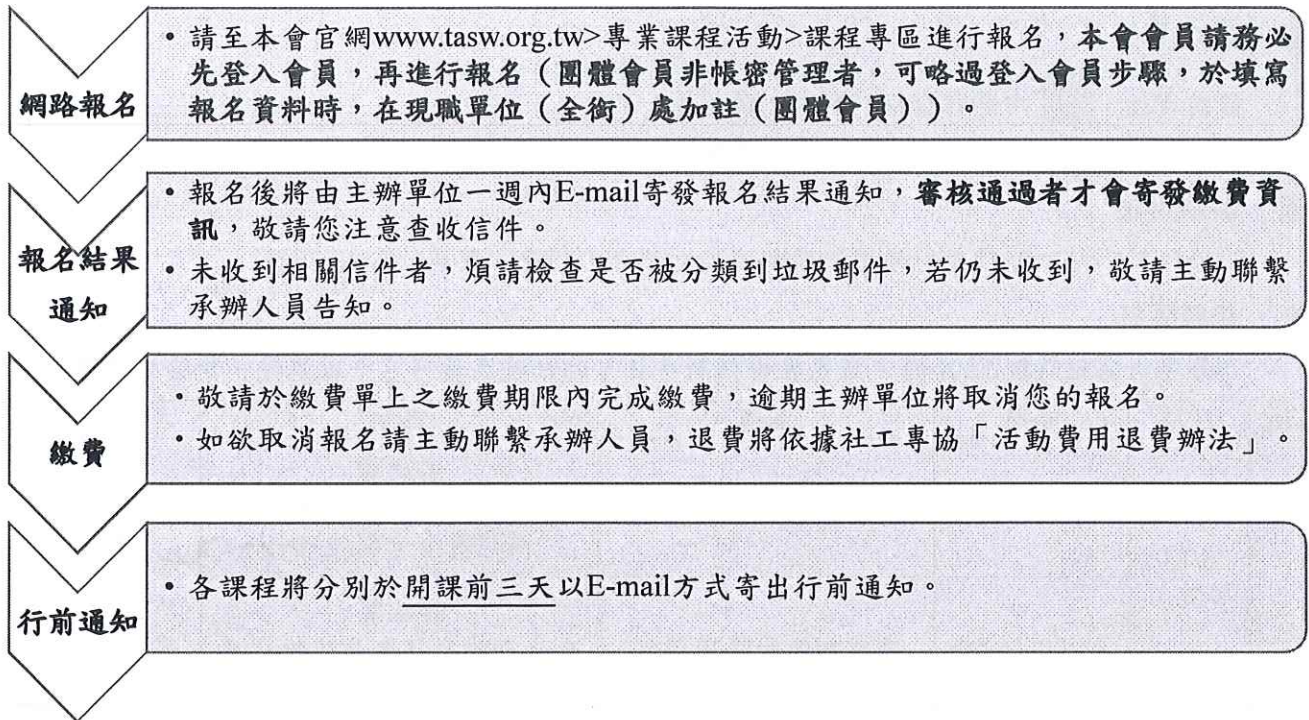 網路報名
• 請至本會官網www.tasw.org.tw>專業課程活動>課程專區進行報名，本會會員請務必
先登入會員，再進行報名（團體會員非帳密管理者，可略過登入會員步驟，於填寫
報名資料時，在現職單位（全銜）處加註（團體會員））。
報名結果
通知
• 報名後將由主辦單位一週內E-mail寄發報名結果通知，審核通過者才會寄發繳費資
訊，敬請您注意查收信件。
• 未收到相關信件者，煩請檢查是否被分類到垃圾郵件，若仍未收到，敬請主動聯繫
承辦人員告知。
繳費
• 敬請於繳費單上之繳費期限內完成繳費，逾期主辦單位將取消您的報名。
• 如欲取消報名請主動聯繫承辦人員，退費將依據社工專協「活動費用退費辦法」。
行前通知
• 各課程將分別於開課前三天以E-mail方式寄出行前通知。